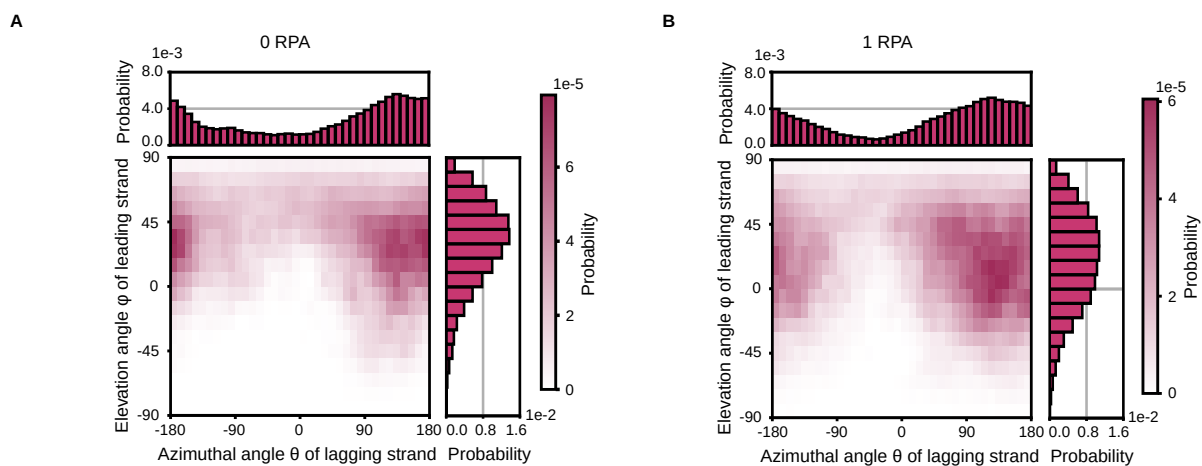 A
0 RPA
1e-3
8.0
4.0
0.0
Probability
90
45
0
-45
-90
Elevation angle φ of leading strand
-180 -90 0 90 180
Azimuthal angle θ of lagging strand
0.0 0.8 1.6
1e-2
Probability
1e-5
6
4
2
0
Probability
B
1 RPA
1e-3
8.0
4.0
0.0
Probability
90
45
0
-45
-90
Elevation angle φ of leading strand
-180 -90 0 90 180
Azimuthal angle θ of lagging strand
0.0 0.8 1.6
1e-2
Probability
1e-5
6
4
2
0
Probability